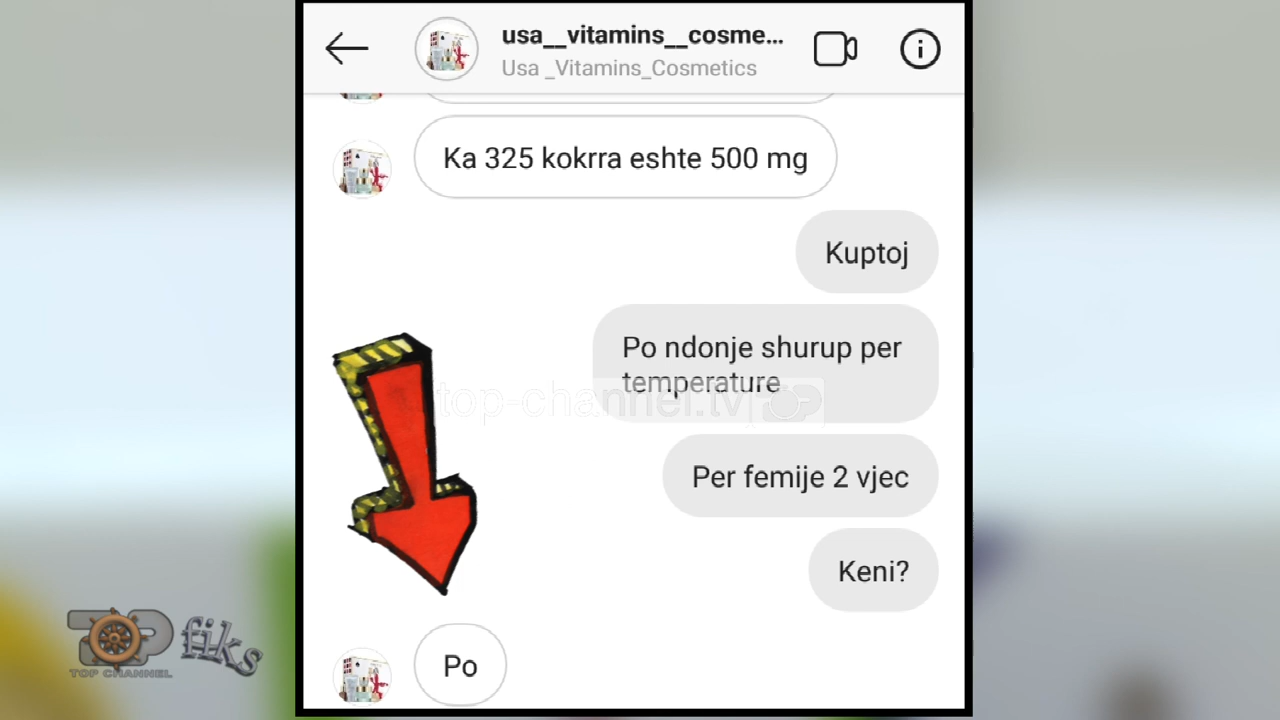 usa__vitamins__cosme...
Usa _Vitamins_Cosmetics
Ka 325 kokrra eshte 500 mg
Kuptoj
Po ndonje shurup per
temperature
top-channel.tv
Per femije 2 vjec
Keni?
Po
TOP
fiks
TOP CHANNEL